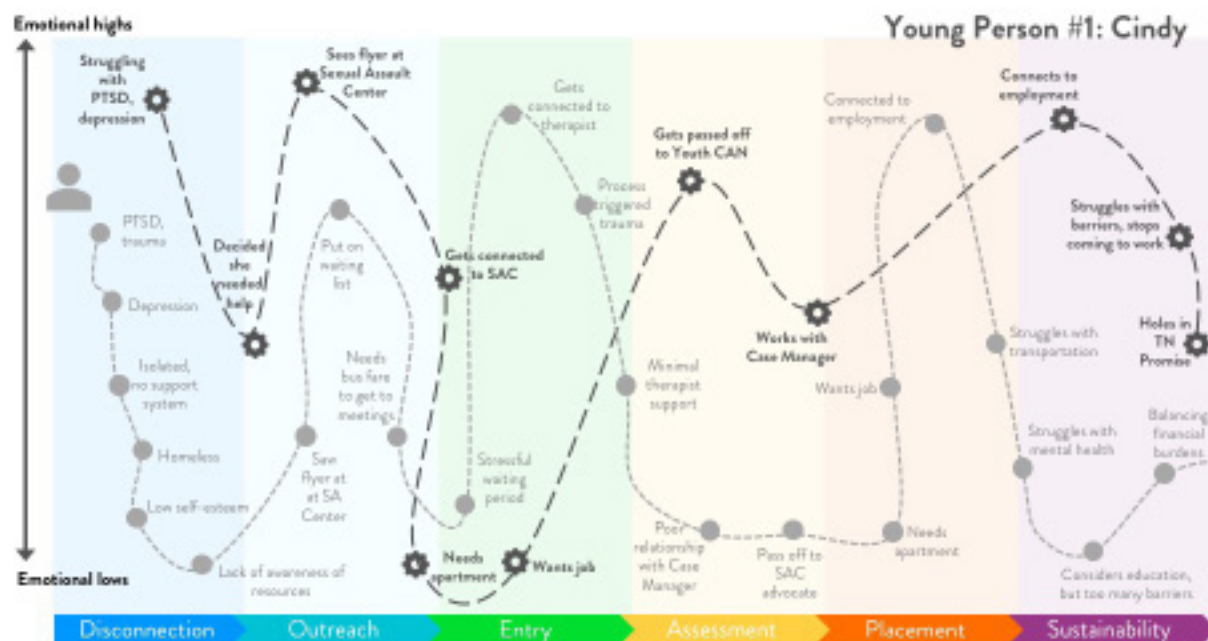 Emotional highs
Young Person #1: Cindy
Struggling
with
PTSD,
depression
Sees flyer at
Sexual Assault
Center
Gets
connected to
therapist
Connected to
employment
Connects to
employment
Gets passed off
to Youth CAN
Process
triggered
trauma
PTSD,
trauma
Decided
she
needed
help
Put on
waiting
list
Gets connected
to SAC
Struggles with
barriers, stops
coming to work
Depression
Isolated,
no support
system
Needs
bus fare
to get to
meetings
Minimal
therapist
support
Works with
Case Manager
Wants job
Struggles with
transportation
Holes in
TN
Promise
Homeless
Saw
flyer at
at SA
Center
Stressful
waiting
period
Struggles with
mental health
Balancing
financial
burdens
Low self-esteem
Lack of awareness of
resources
Needs
apartment
Wants job
Poor
relationship
with Case
Manager
Pass off to
SAC
advocate
Needs
apartment
Considers education,
but too many barriers
Emotional lows
Disconnection
Outreach
Entry
Assessment
Placement
Sustainability